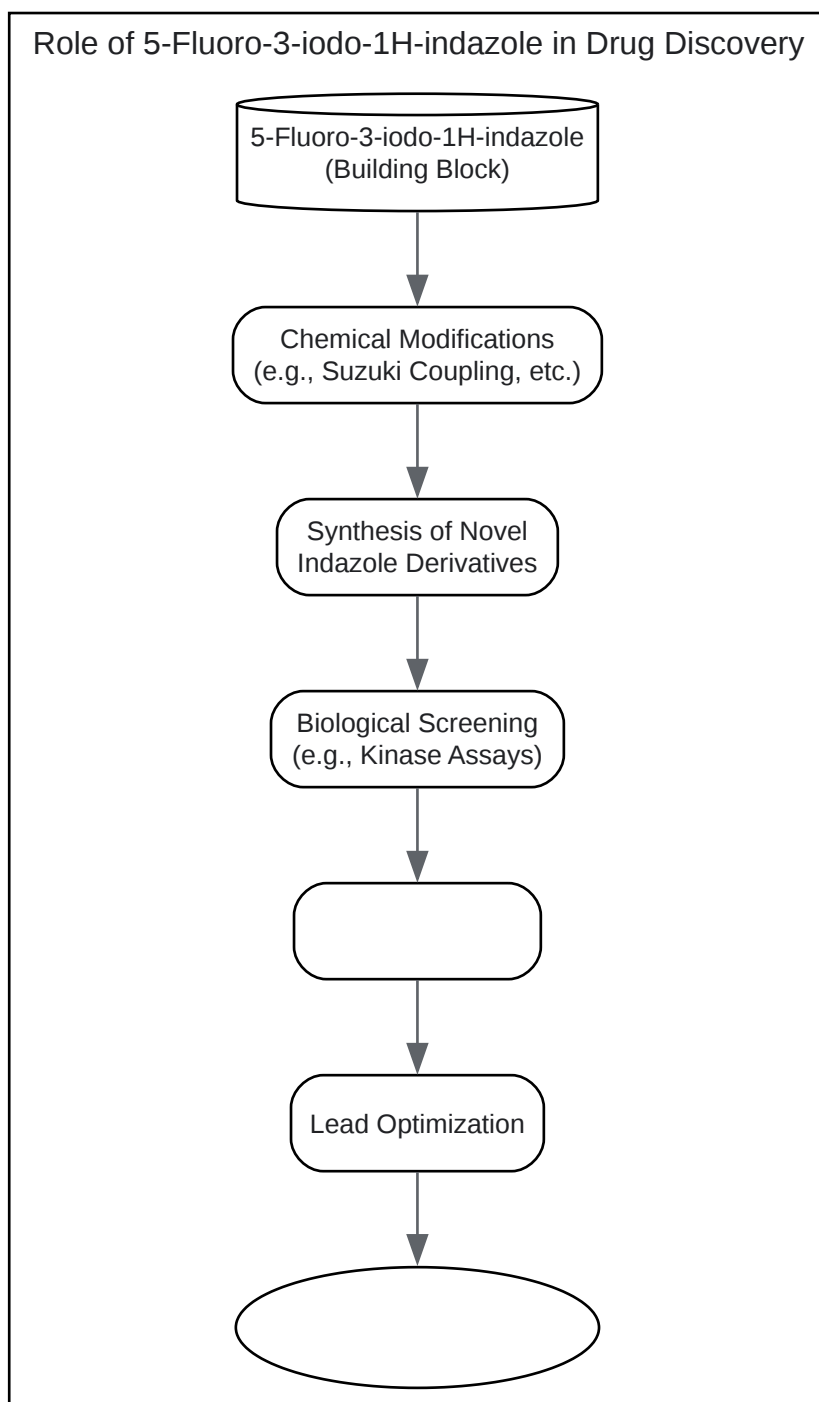 Role of 5-Fluoro-3-iodo-1H-indazole in Drug Discovery
5-Fluoro-3-iodo-1H-indazole
(Building Block)
Chemical Modifications
(e.g., Suzuki Coupling, etc.)
Synthesis of Novel
Indazole Derivatives
Biological Screening
(e.g., Kinase Assays)
Lead Optimization